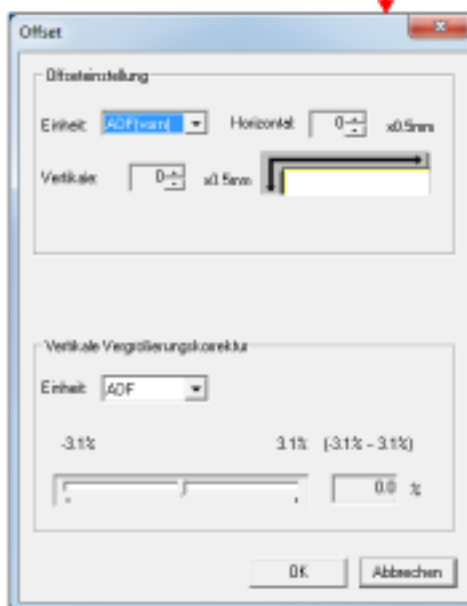 Offset
Offseteinstellung
Einheit: ADF(vorn) Horizontal: 0 x0.5mm
Vertikale: 0 x0.5mm
Vertikale Vergrößerungskorrektur
Einheit: ADF
-3.1% 3.1% (-3.1% - 3.1%)
0.0 %
OK Abbrechen